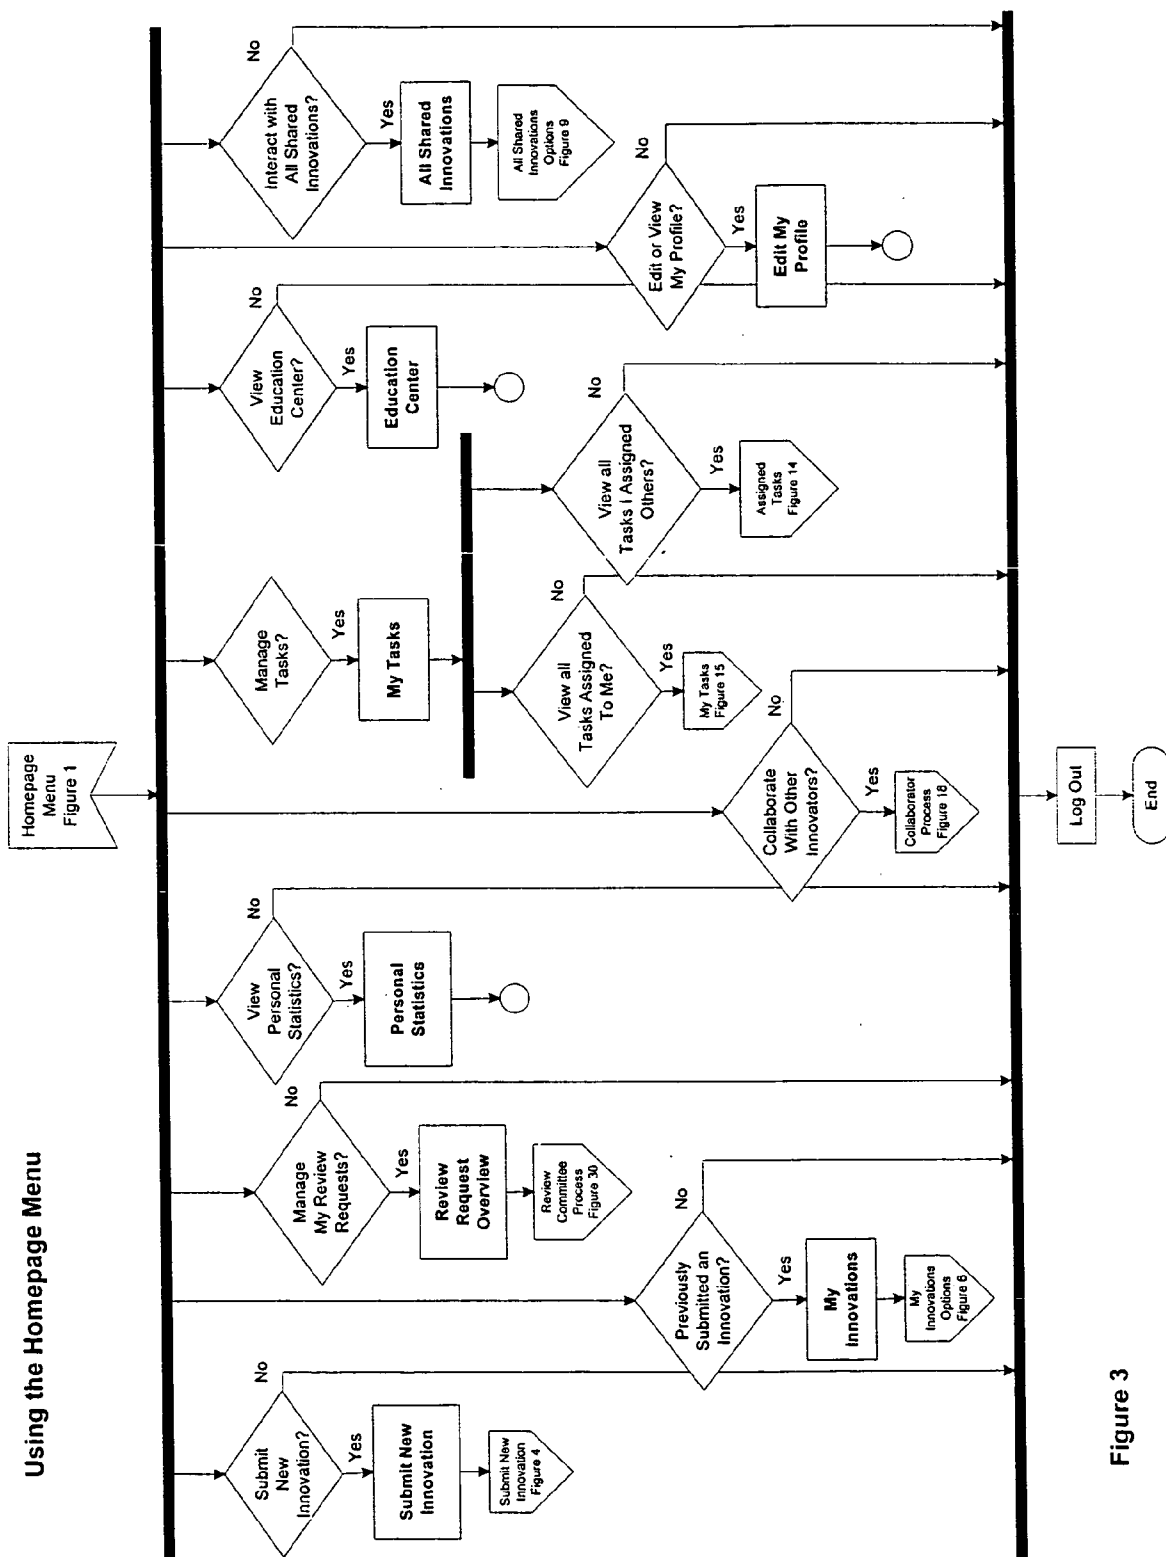 Using the Homepage Menu
Homepage
Menu
Figure 1
Submit
New
Innovation?
No
Yes
Submit New
Innovation
Submit New
Innovation
Figure 4
Previously
Submitted an
Innovation?
No
Yes
My
Innovations
My
Innovations
Options
Figure 6
Manage
My Review
Requests?
No
Yes
Review
Request
Overview
Review
Committee
Process
Figure 30
View
Personal
Statistics?
No
Yes
Personal
Statistics
Collaborate
With Other
Innovators?
No
Yes
Collaborator
Process
Figure 18
Manage
Tasks?
Yes
My Tasks
View all
Tasks Assigned
To Me?
No
Yes
My Tasks
Figure 15
View all
Tasks I Assigned
Others?
No
Yes
Assigned
Tasks
Figure 14
View
Education
Center?
No
Yes
Education
Center
Edit or View
My Profile?
No
Yes
Edit My
Profile
Interact with
All Shared
Innovations?
No
Yes
All Shared
Innovations
All Shared
Innovations
Options
Figure 9
Log Out
End
Figure 3